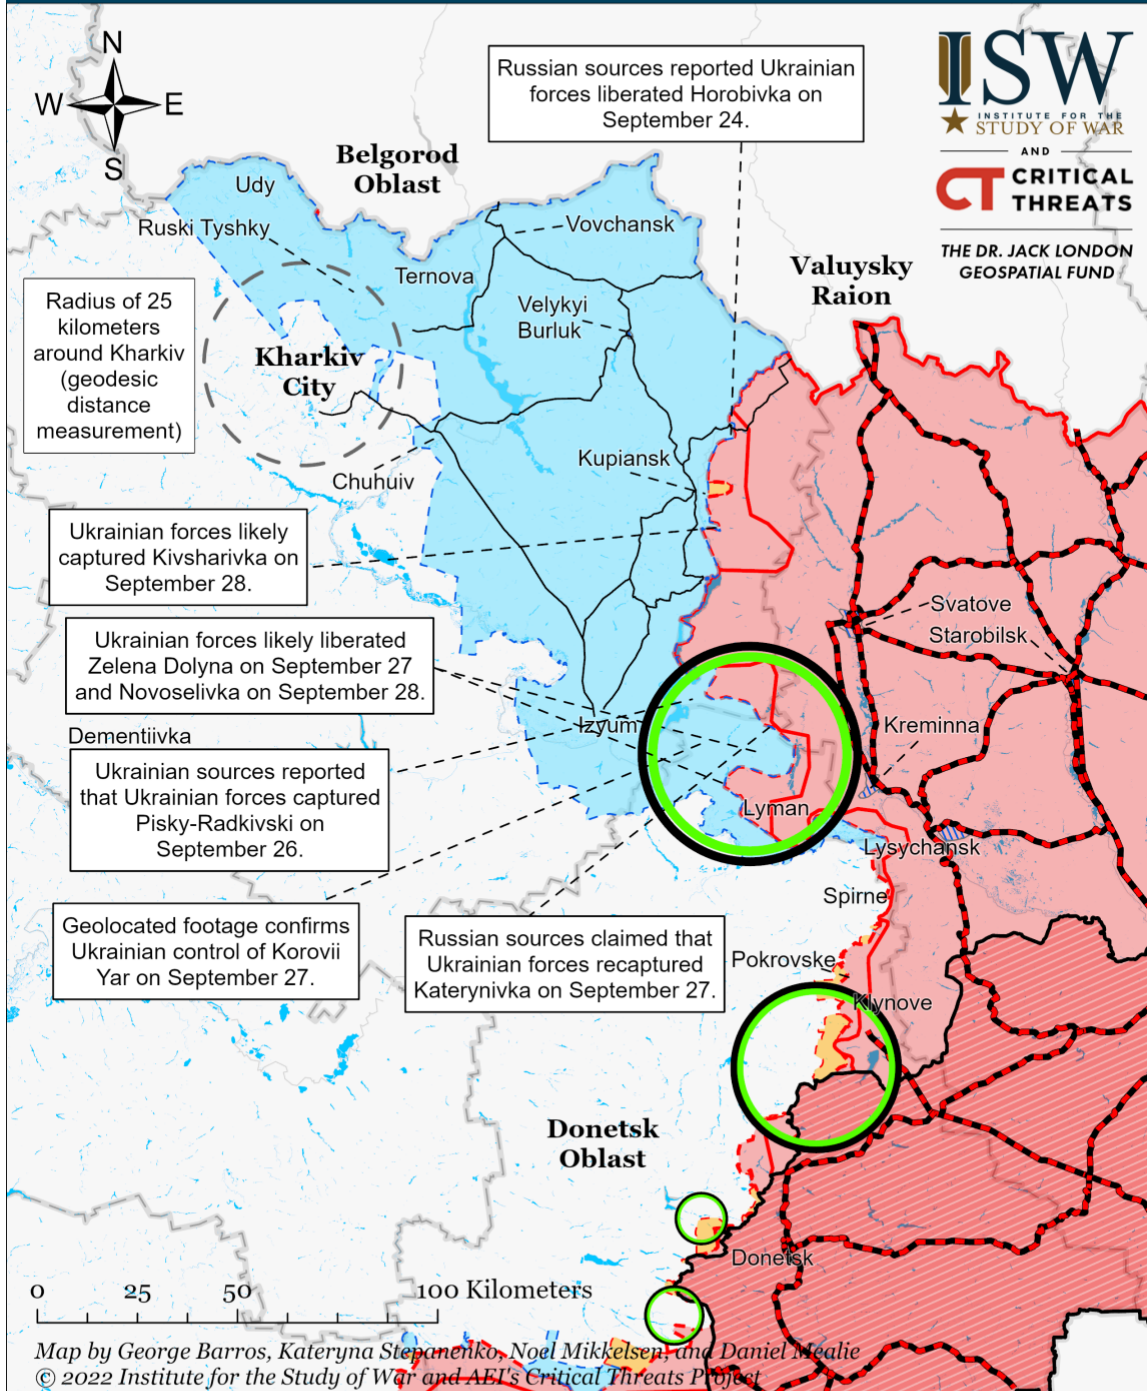 N
W E
S
Russian sources reported Ukrainian
forces liberated Horobivka on
September 24.
ISW
INSTITUTE FOR THE
STUDY OF WAR
AND
CT CRITICAL
THREATS
THE DR. JACK LONDON
GEOSPATIAL FUND
Belgorod
Oblast
Udy
Ruski Tyshky
Vovchansk
Ternova
Valuysky
Raion
Radius of 25
kilometers
around Kharkiv
(geodesic
distance
measurement)
Velykyi
Burluk
Kharkiv
City
Kupiansk
Chuhuiv
Ukrainian forces likely
captured Kivsharivka on
September 28.
Svatove
Starobilsk
Ukrainian forces likely liberated
Zelena Dolyna on September 27
and Novoselivka on September 28.
Izyum
Kreminna
Dementiivka
Ukrainian sources reported
that Ukrainian forces captured
Pisky-Radkivski on
September 26.
Lyman
Lysychansk
Spirne
Geolocated footage confirms
Ukrainian control of Korovii
Yar on September 27.
Russian sources claimed that
Ukrainian forces recaptured
Katerynivka on September 27.
Pokrovske
Klynove
Donetsk
Oblast
Donetsk
0 25 50 100 Kilometers
Map by George Barros, Kateryna Stepanenko, Noel Mikkelsen, and Daniel Mealie
© 2022 Institute for the Study of War and AEI's Critical Threats Project